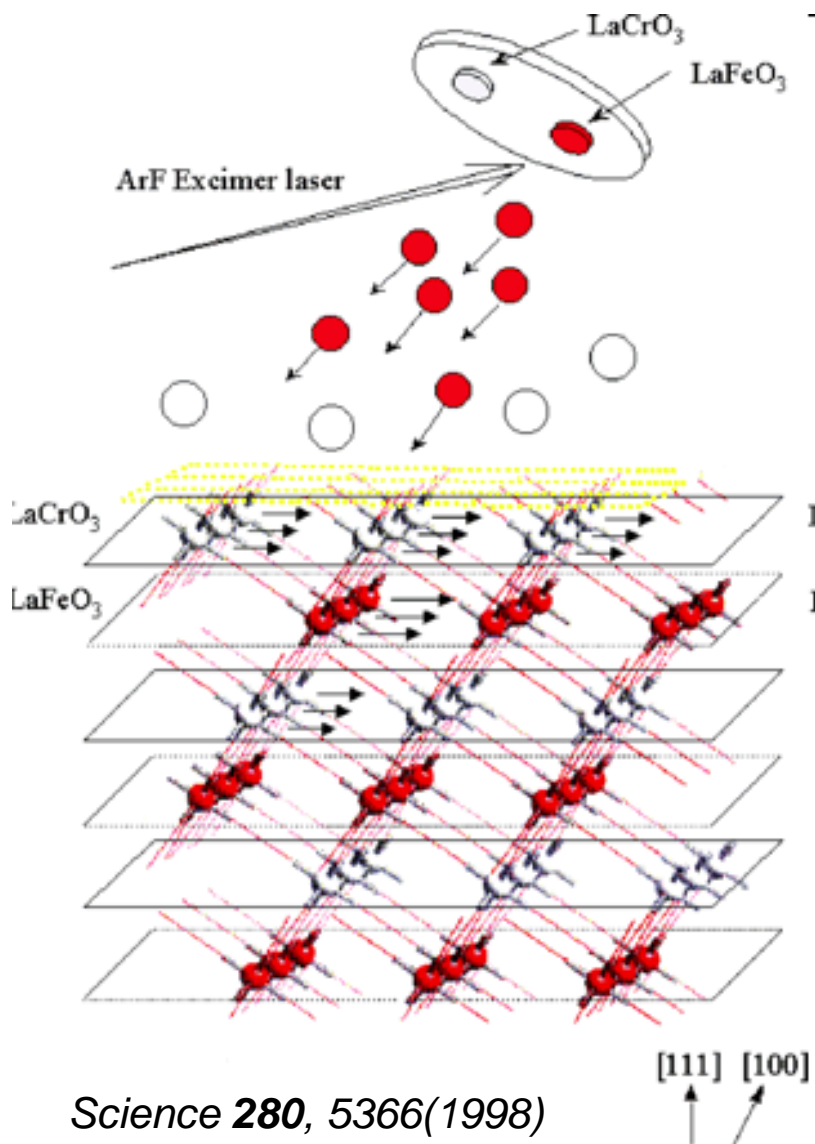 LaCrO3
LaFeO3
ArF Excimer laser
LaCrO3
LaFeO3
[111] [100]
Science 280, 5366(1998)